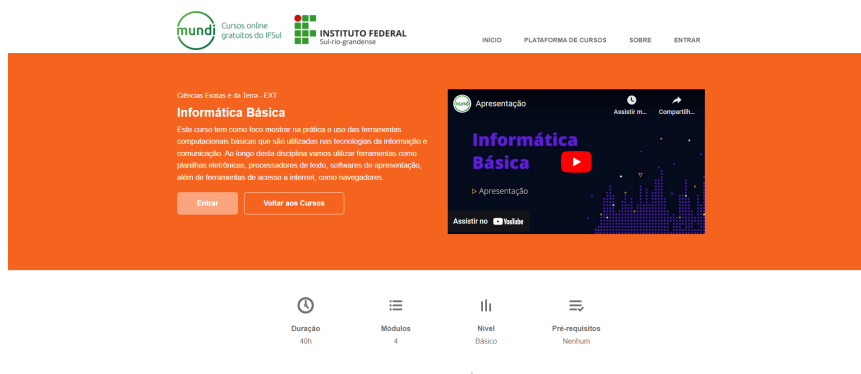 mundi
Cursos online
gratuitos do IFSul
INSTITUTO FEDERAL
Sul-rio-grandense
INÍCIO
PLATAFORMA DE CURSOS
SOBRE
ENTRAR
Ciências Exatas e da Terra - EXT
Informática Básica
Este curso tem como foco mostrar na prática o uso das ferramentas
computacionais básicas que são utilizadas nas tecnologias da informação e
comunicação. Ao longo desta disciplina vamos utilizar ferramentas como
planilhas eletrônicas, processadores de texto, softwares de apresentação,
além de ferramentas de acesso a internet, como navegadores.
Entrar
Voltar aos Cursos
mundi
Apresentação
Assistir m...
Compartilh...
Informática
Básica
Apresentação
Assistir no YouTube
Duração
40h
Módulos
4
Nível
Básico
Pré-requisitos
Nenhum